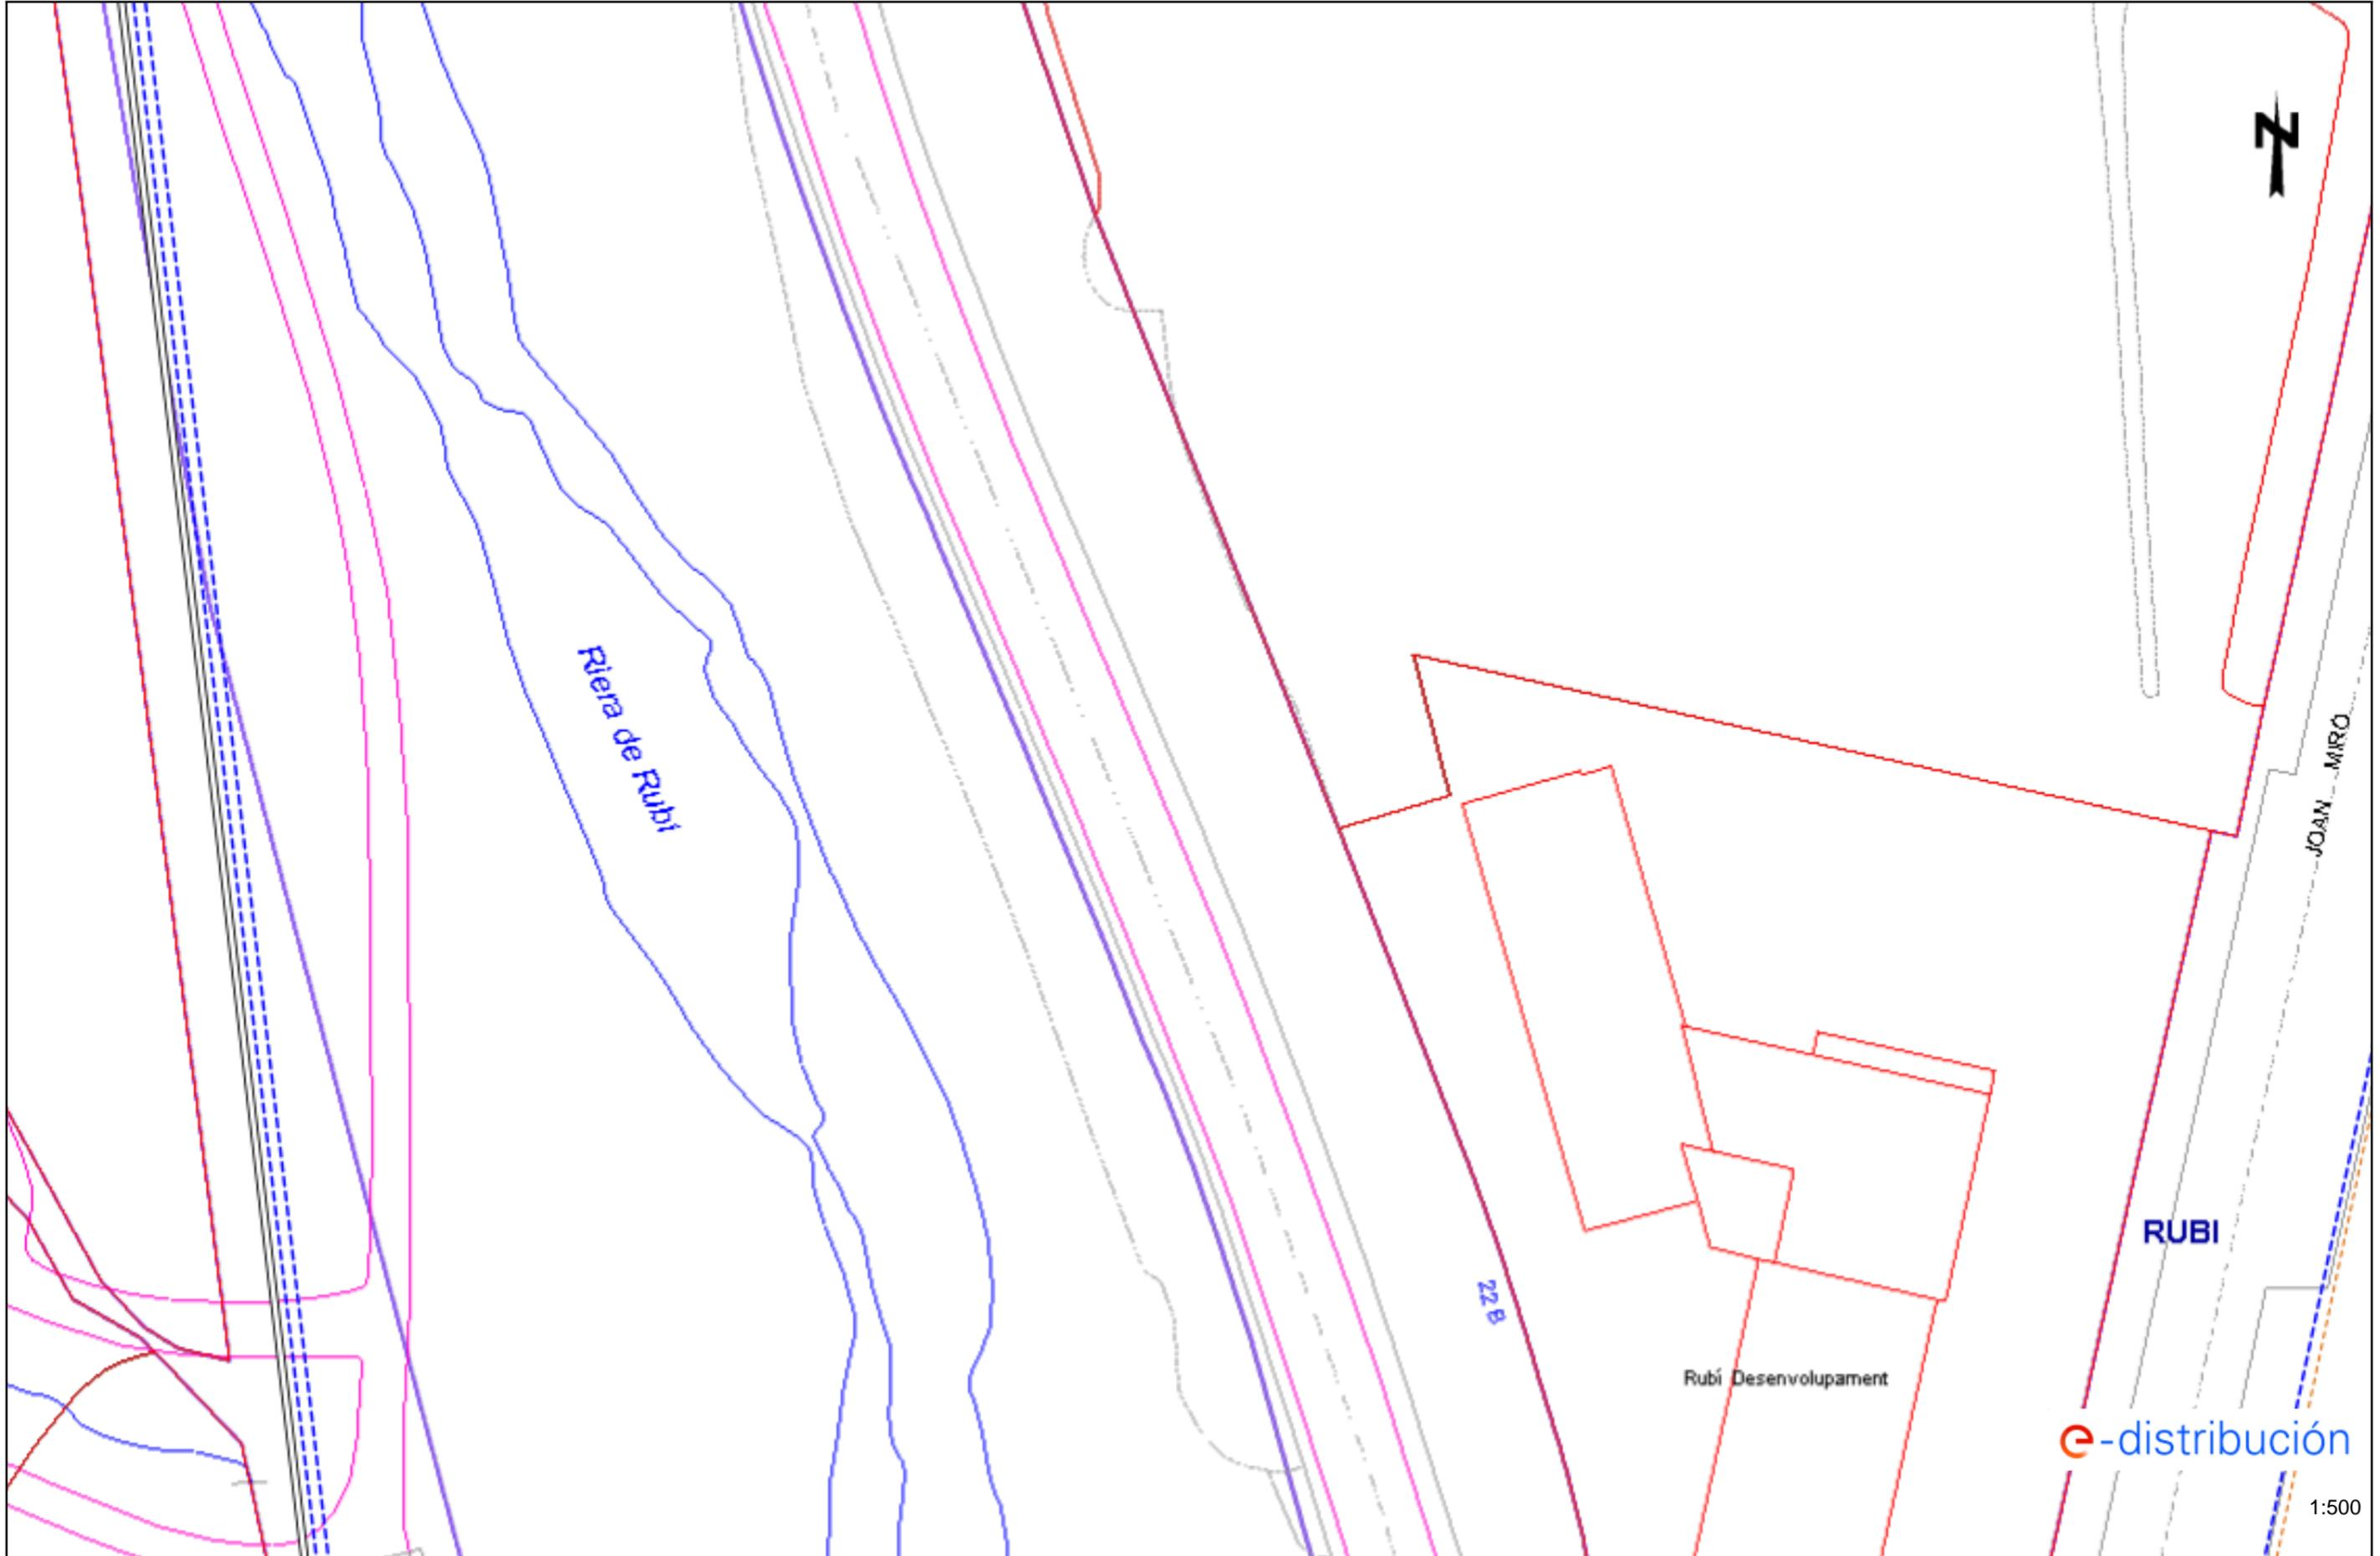 N
JOAN MIRO
Riera de Rubí
RUBI
22 B
Rubí Desenvolupament
e-distribución
1:500